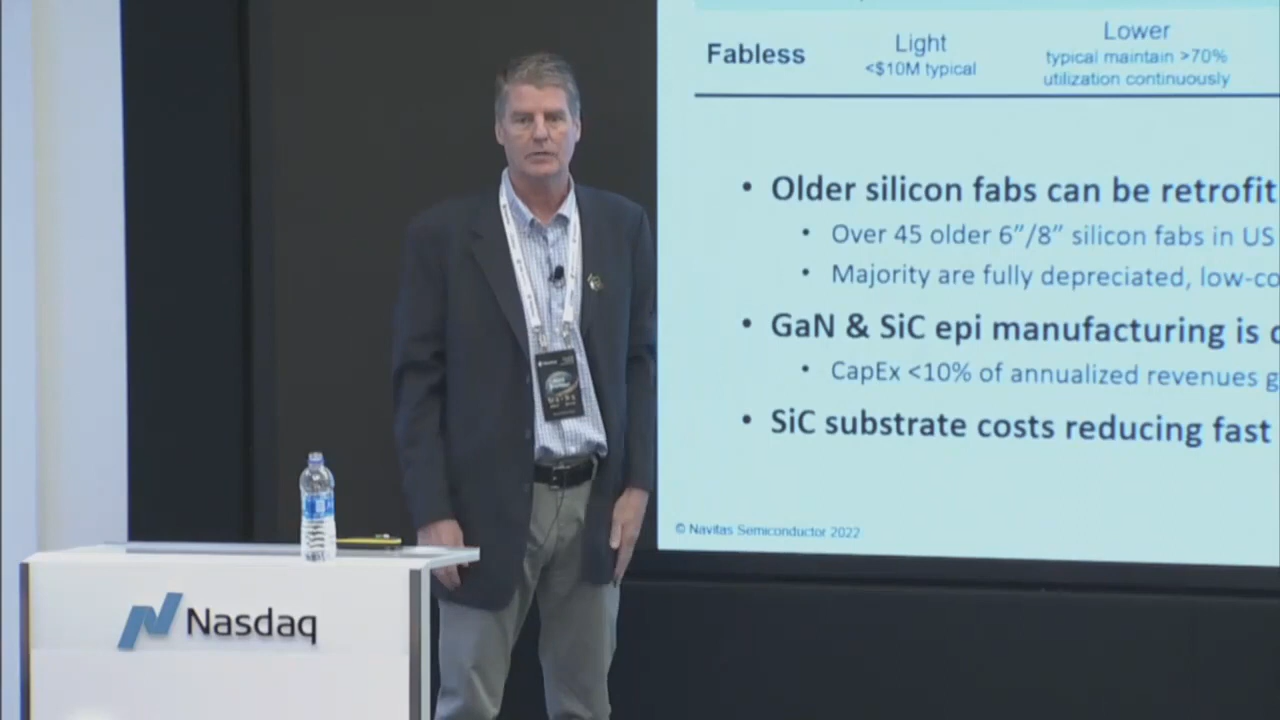 Fabless
Light
<$10M typical
Lower
typical maintain >70%
utilization continuously
• Older silicon fabs can be retrofit
• Over 45 older 6”/8” silicon fabs in US
• Majority are fully depreciated, low-co
• GaN & SiC epi manufacturing is
• CapEx <10% of annualized revenues g
• SiC substrate costs reducing fast
© Navitas Semiconductor 2022
Nasdaq